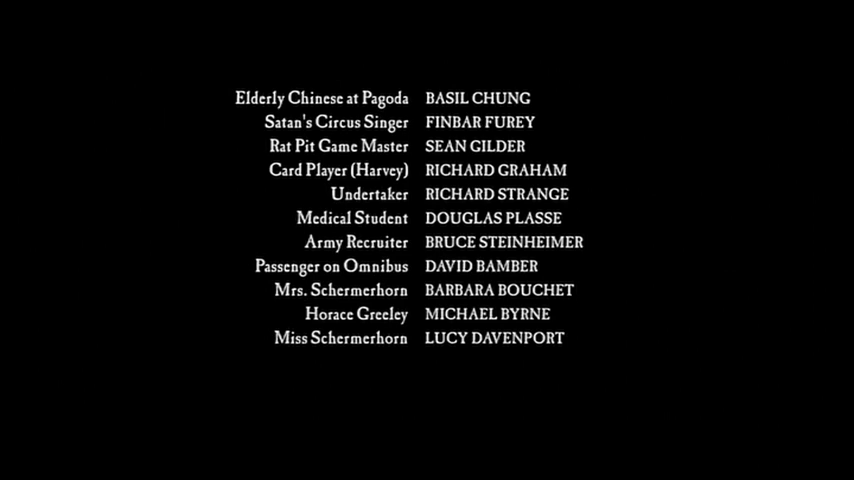 Elderly Chinese at Pagoda BASIL CHUNG
Satan's Circus Singer FINBAR FUREY
Rat Pit Game Master SEAN GILDER
Card Player (Harvey) RICHARD GRAHAM
Undertaker RICHARD STRANGE
Medical Student DOUGLAS PLASSE
Army Recruiter BRUCE STEINHEIMER
Passenger on Omnibus DAVID BAMBER
Mrs. Schermerhorn BARBARA BOUCHET
Horace Greeley MICHAEL BYRNE
Miss Schermerhorn LUCY DAVENPORT